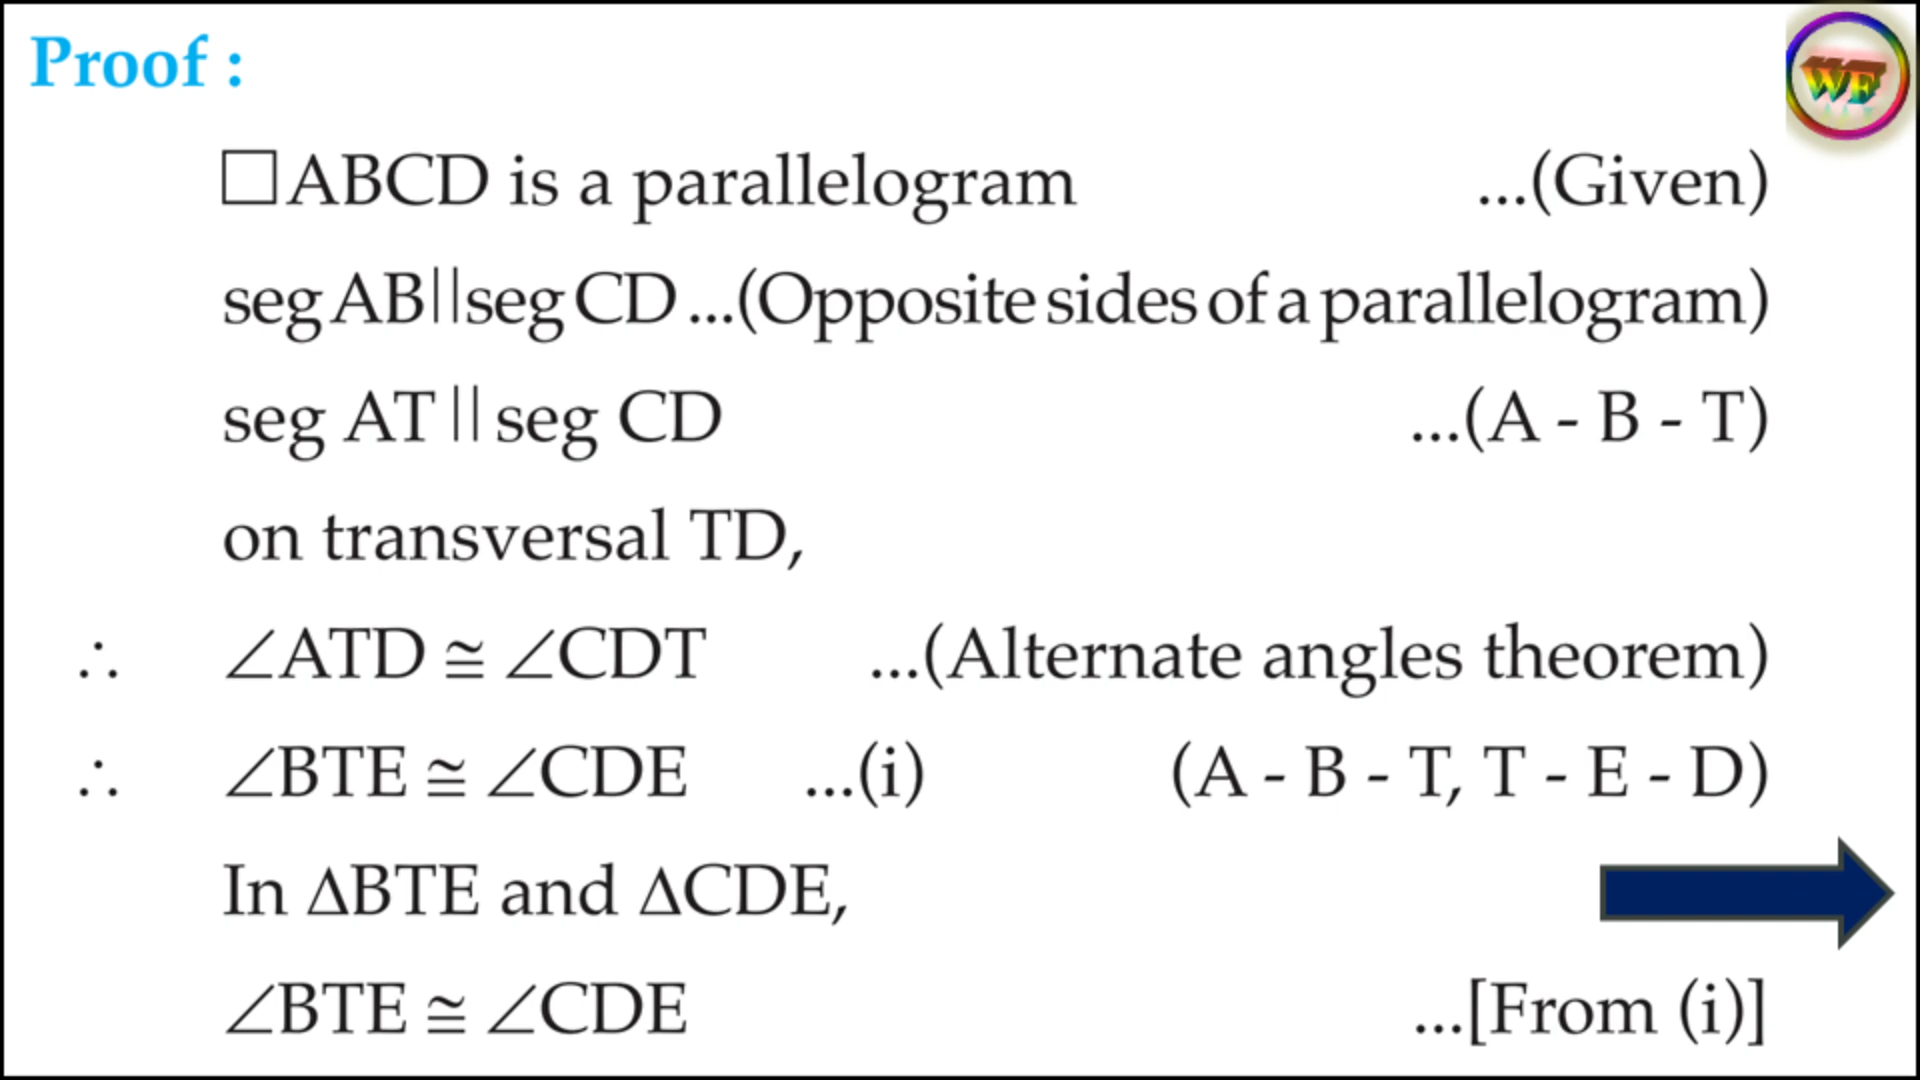 Proof :
WE
□ABCD is a parallelogram ...(Given)
seg AB||seg CD ...(Opposite sides of a parallelogram)
seg AT || seg CD ...(A - B - T)
on transversal TD,
∴ ∠ATD ≅ ∠CDT ...(Alternate angles theorem)
∴ ∠BTE ≅ ∠CDE ...(i) (A - B - T, T - E - D)
In ΔBTE and ΔCDE,
∠BTE ≅ ∠CDE ...[From (i)]